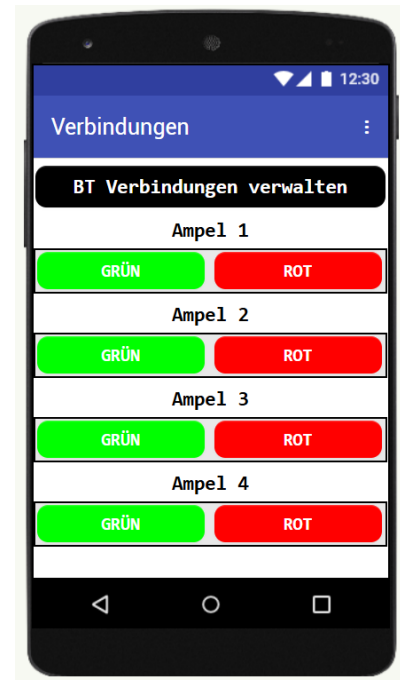 12:30
Verbindungen
BT Verbindungen verwalten
Ampel 1
GRÜN ROT
Ampel 2
GRÜN ROT
Ampel 3
GRÜN ROT
Ampel 4
GRÜN ROT